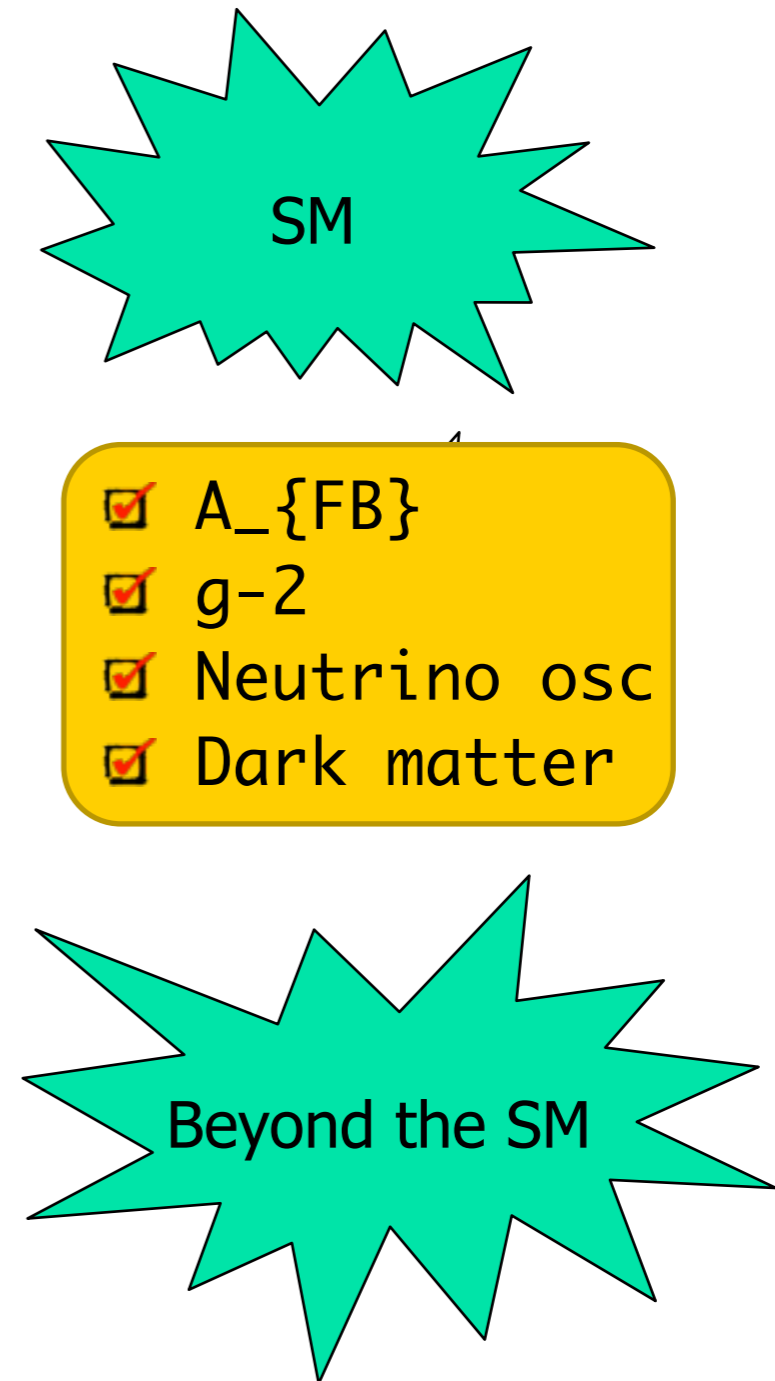 SM
A_{FB}
g-2
Neutrino osc
Dark matter
Beyond the SM